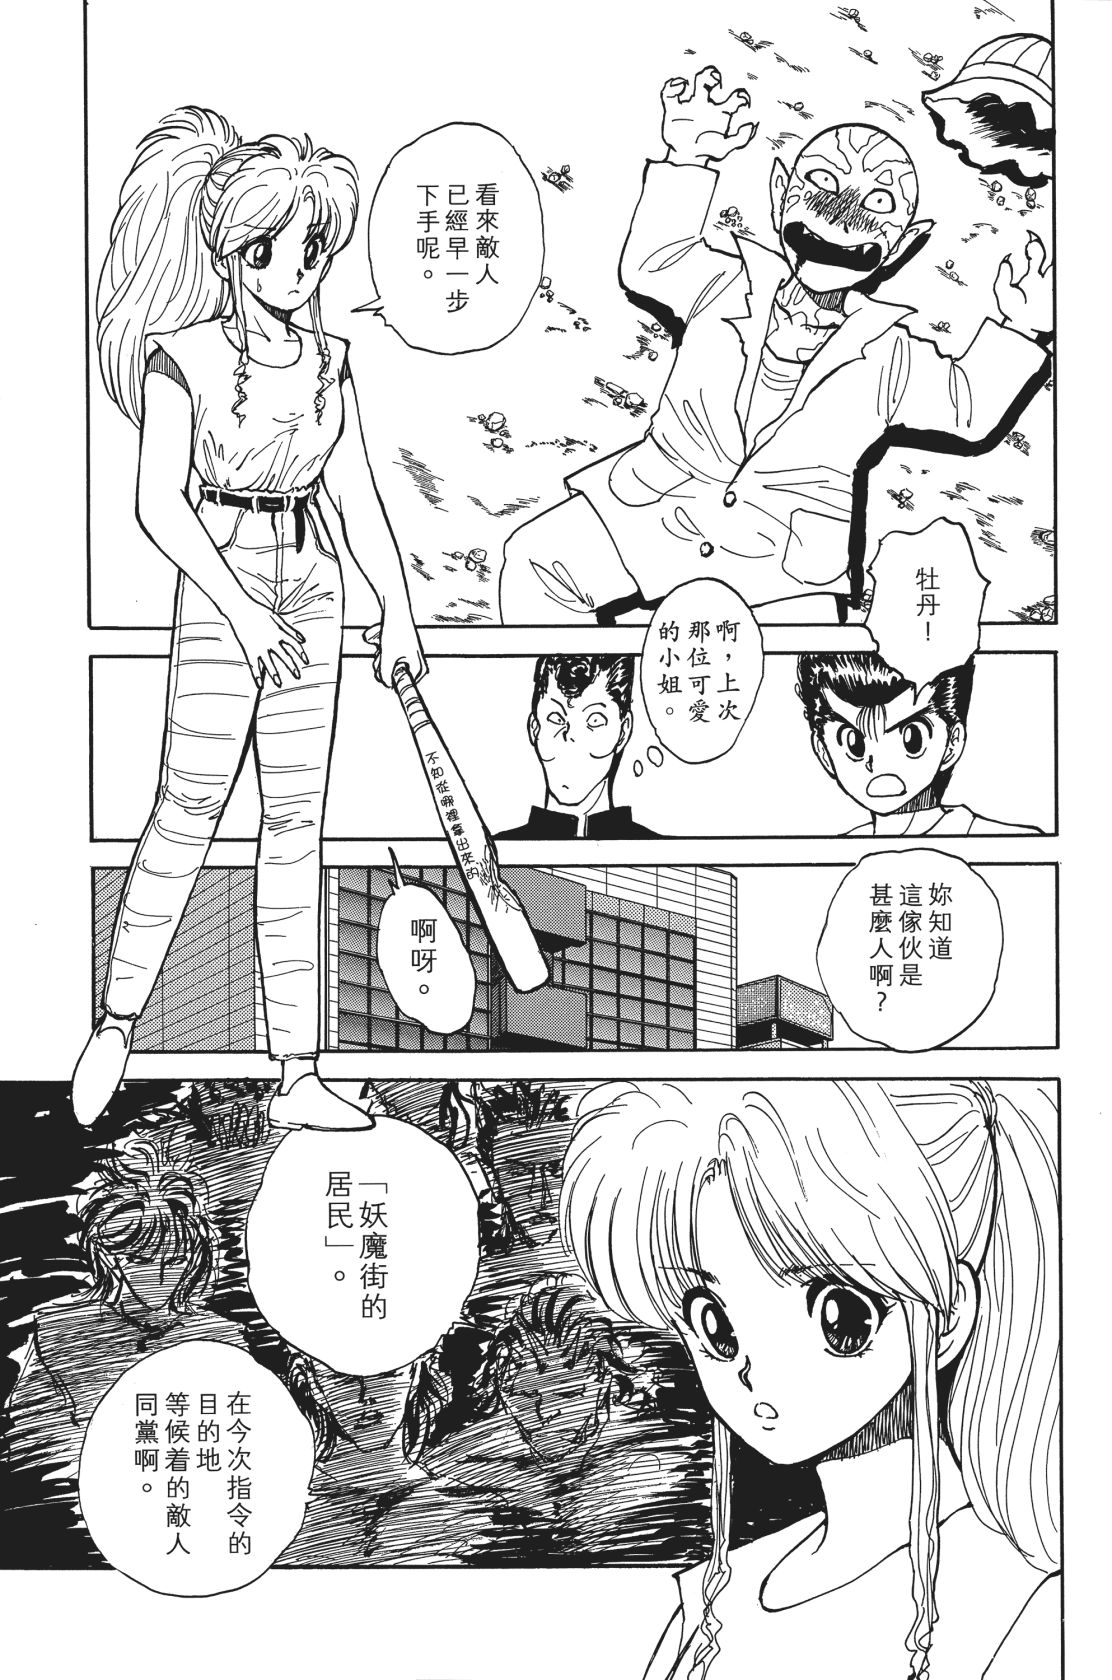 看來敵人
已經早一步
下手呢。
牡丹！
啊，上次
那位可愛
的小姐。
不知從哪裡拿出來的
妳知道
這傢伙是
甚麼人啊？
啊呀。
「妖魔街的
居民」。
在今次指令的
目的地
等候着的敵人
同黨啊。